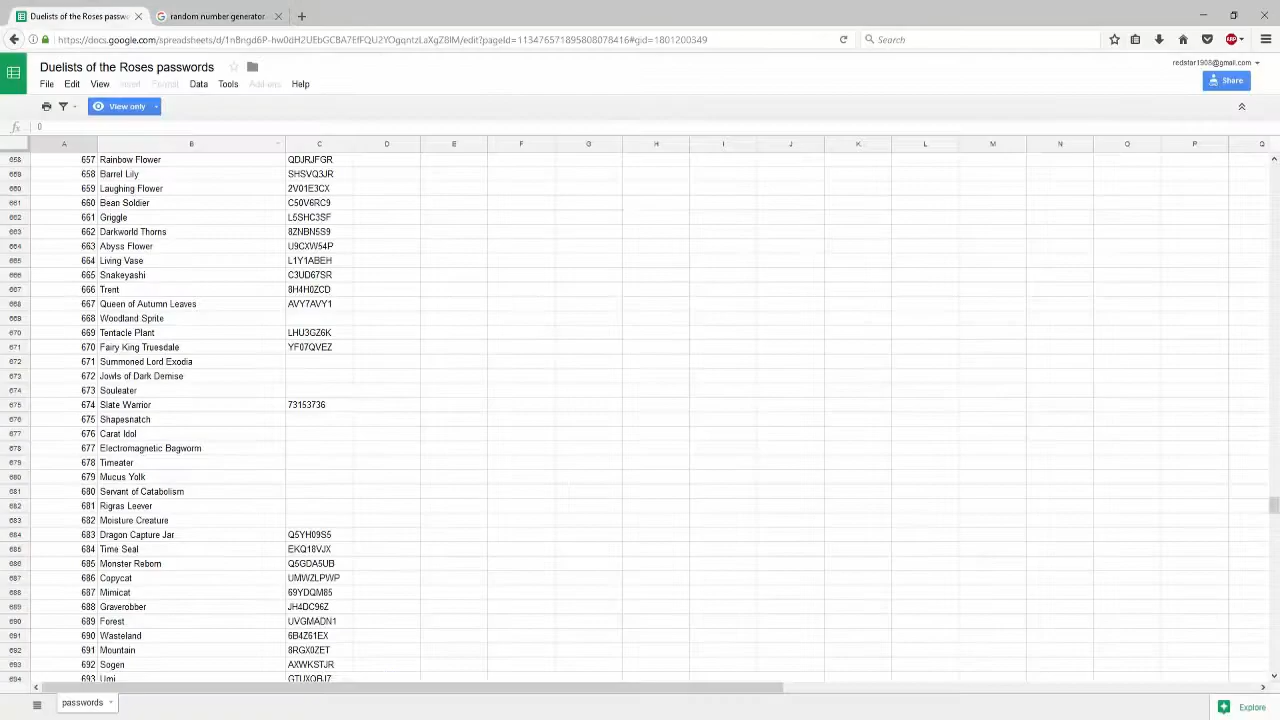 Duelists of the Roses passw
random number generator
https://docs.google.com/spreadsheets/d/1n8ngd6P-hw0dH2UEbGCBA7EfFQU2YOgqntzLaXgZ8lM/edit?pageId=113476571895808078416#gid=1801200349
Search
ABP
redstar1908@gmail.com
Duelists of the Roses passwords
File Edit View Insert Format Data Tools Add-ons Help
Share
View only
fx 0
A B C D E F G H I J K L M N O P Q
658 657 Rainbow Flower QDJRJFGR
659 658 Barrel Lily SHSVQ3JR
660 659 Laughing Flower 2V01E3CX
661 660 Bean Soldier C50V6RC9
662 661 Griggle L5SHC3SF
663 662 Darkworld Thorns 8ZNBN5S9
664 663 Abyss Flower U9CXW54P
665 664 Living Vase L1Y1ABEH
666 665 Snakeyashi C3UD67SR
667 666 Trent 8H4H0ZCD
668 667 Queen of Autumn Leaves AVY7AVY1
669 668 Woodland Sprite
670 669 Tentacle Plant LHU3GZ6K
671 670 Fairy King Truesdale YF07QVEZ
672 671 Summoned Lord Exodia
673 672 Jowls of Dark Demise
674 673 Souleater
675 674 Slate Warrior 73153736
676 675 Shapesnatch
677 676 Carat Idol
678 677 Electromagnetic Bagworm
679 678 Timeater
680 679 Mucus Yolk
681 680 Servant of Catabolism
682 681 Rigras Leever
683 682 Moisture Creature
684 683 Dragon Capture Jar Q5YH09S5
685 684 Time Seal EKQ18VJX
686 685 Monster Reborn Q5GDA5UB
687 686 Copycat UMWZLPWP
688 687 Mimicat 69YDQM85
689 688 Graverobber JH4DC96Z
690 689 Forest UVGMADN1
691 690 Wasteland 6B4Z61EX
692 691 Mountain 8RGX0ZET
693 692 Sogen AXWKSTJR
694 693 Umi GTUXQBJ7
passwords
Explore